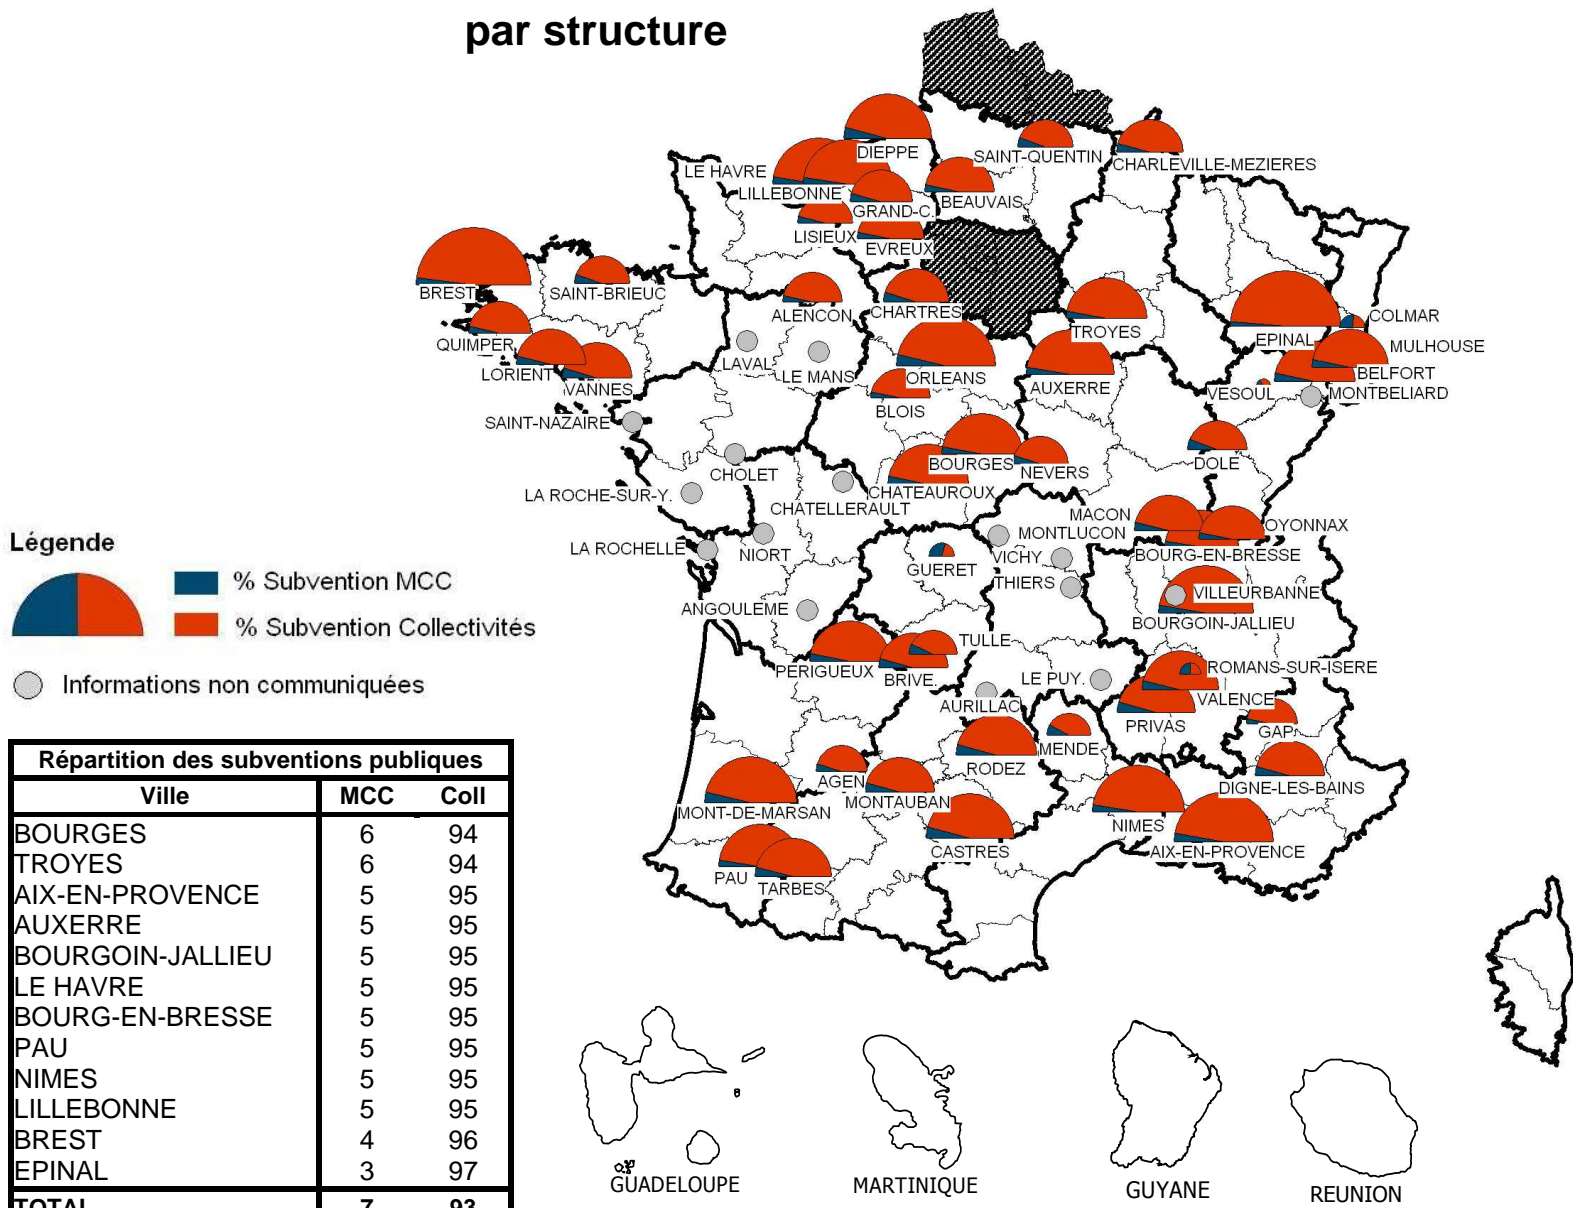 par structure
DIEPPE
SAINT-QUENTIN
CHARLEVILLE-MEZIERES
LE HAVRE
LILLEBONNE
GRAND-C.
BEAUVAIS
LISIEUX
EVREUX
BREST
SAINT-BRIEUC
ALENCON
CHARTRES
TROYES
EPINAL
COLMAR
QUIMPER
LORIENT
VANNES
LAVAL
LE MANS
ORLEANS
AUXERRE
MULHOUSE
BELFORT
VESOUL
MONTBELIARD
BLOIS
SAINT-NAZAIRE
CHOLET
BOURGES
NEVERS
DOLE
LA ROCHE-SUR-Y.
CHATELLERAULT
CHATEAUROUX
MACON
OYONNAX
MONTLUCON
BOURG-EN-BRESSE
LA ROCHELLE
NIORT
GUERET
VICHY
THIERS
VILLEURBANNE
BOURGOIN-JALLIEU
ANGOULEME
PERIGUEUX
BRIVE.
TULLE
LE PUY.
ROMANS-SUR-ISERE
VALENCE
AURILLAC
PRIVAS
GAP
RODEZ
MENDE
AGEN
MONTAUBAN
DIGNE-LES-BAINS
MONT-DE-MARSAN
CASTRES
NIMES
AIX-EN-PROVENCE
PAU
TARBES
Légende
% Subvention MCC
% Subvention Collectivités
Informations non communiquées
Répartition des subventions publiques
Ville MCC Coll
BOURGES 6 94
TROYES 6 94
AIX-EN-PROVENCE 5 95
AUXERRE 5 95
BOURGOIN-JALLIEU 5 95
LE HAVRE 5 95
BOURG-EN-BRESSE 5 95
PAU 5 95
NIMES 5 95
LILLEBONNE 5 95
BREST 4 96
EPINAL 3 97
TOTAL 7 93
GUADELOUPE
MARTINIQUE
GUYANE
REUNION